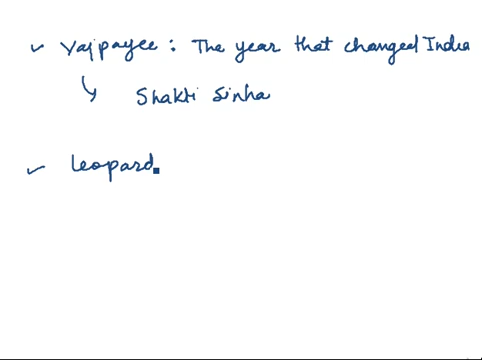 ✓ Vajpayee : The year that changed India
↳ Shakti Sinha
✓ Leopard